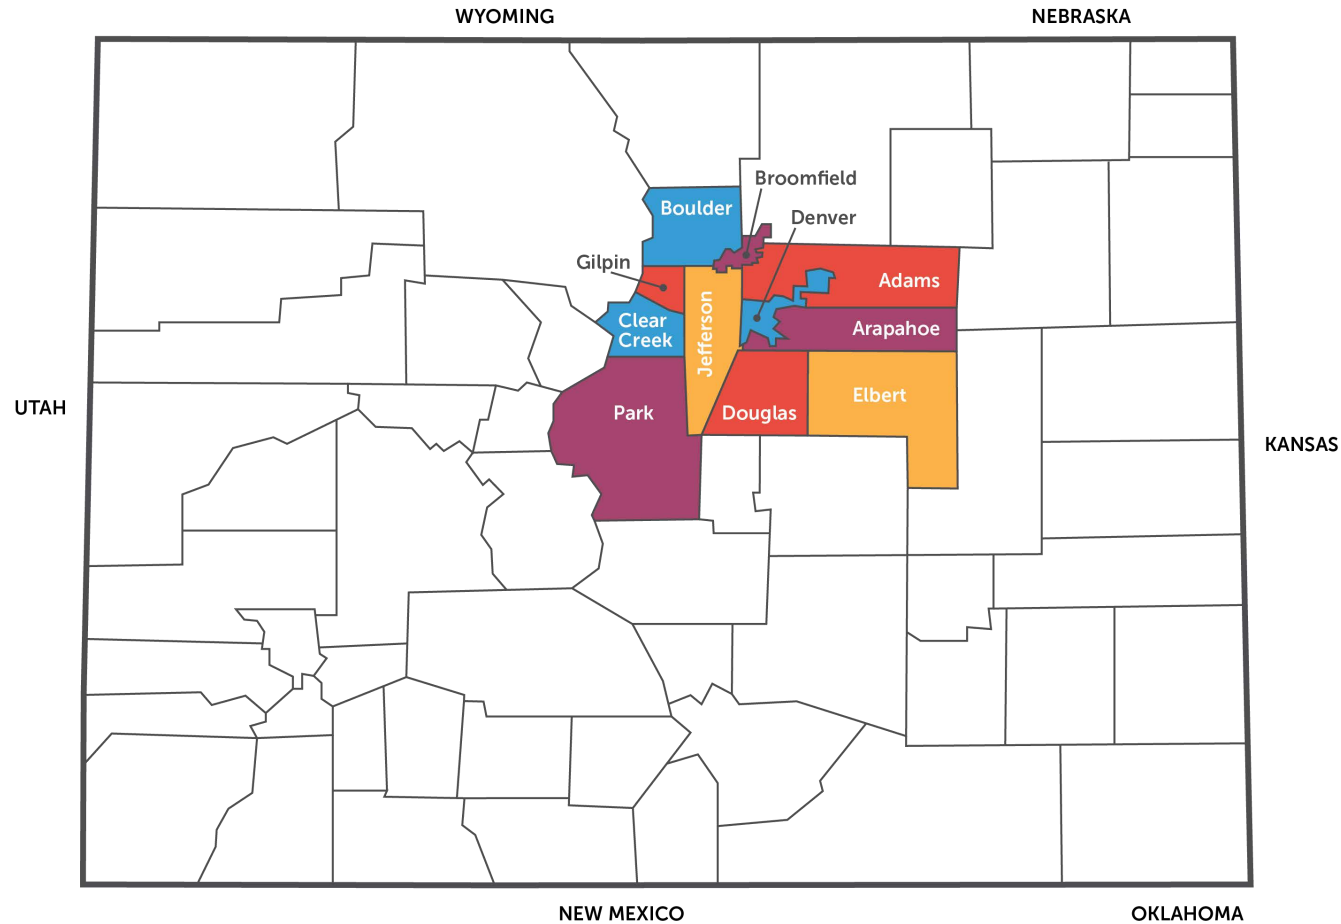 WYOMING
NEBRASKA
Broomfield
Boulder
Denver
Gilpin
Adams
Clear
Creek
Jefferson
Arapahoe
Elbert
UTAH
Park
Douglas
KANSAS
NEW MEXICO
OKLAHOMA